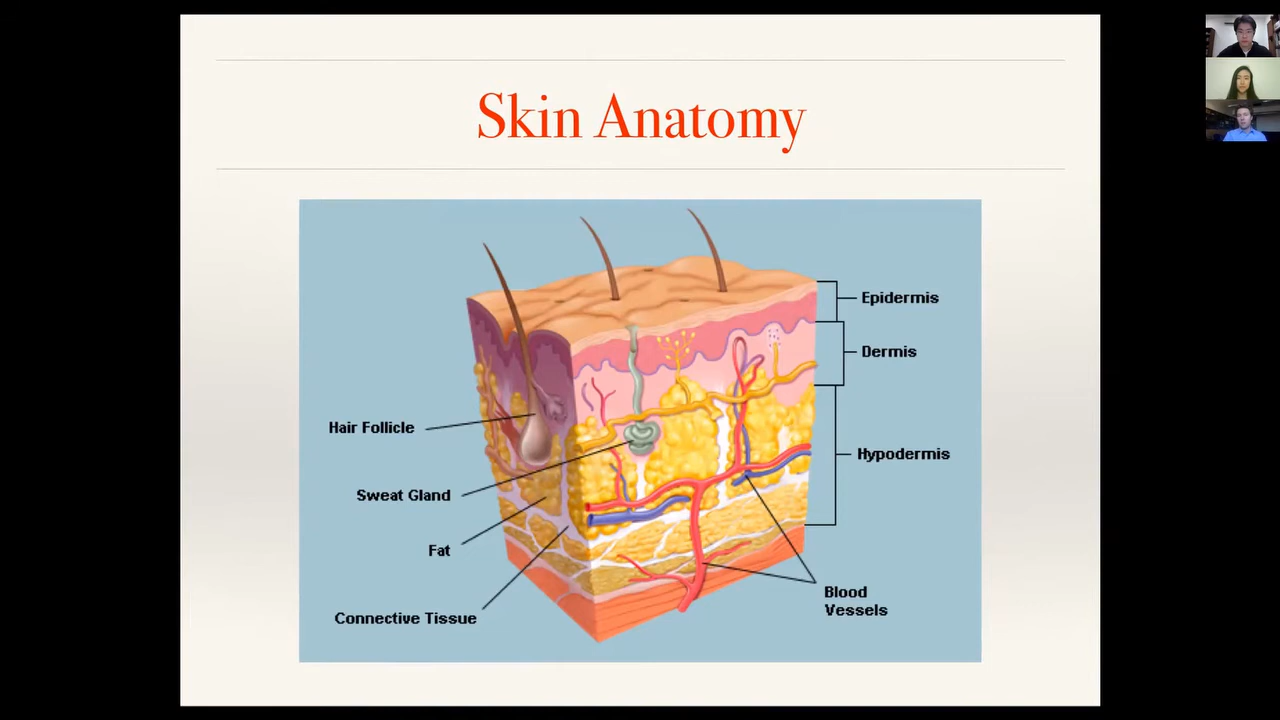 Skin Anatomy
Epidermis
Dermis
Hair Follicle
Hypodermis
Sweat Gland
Fat
Blood
Vessels
Connective Tissue